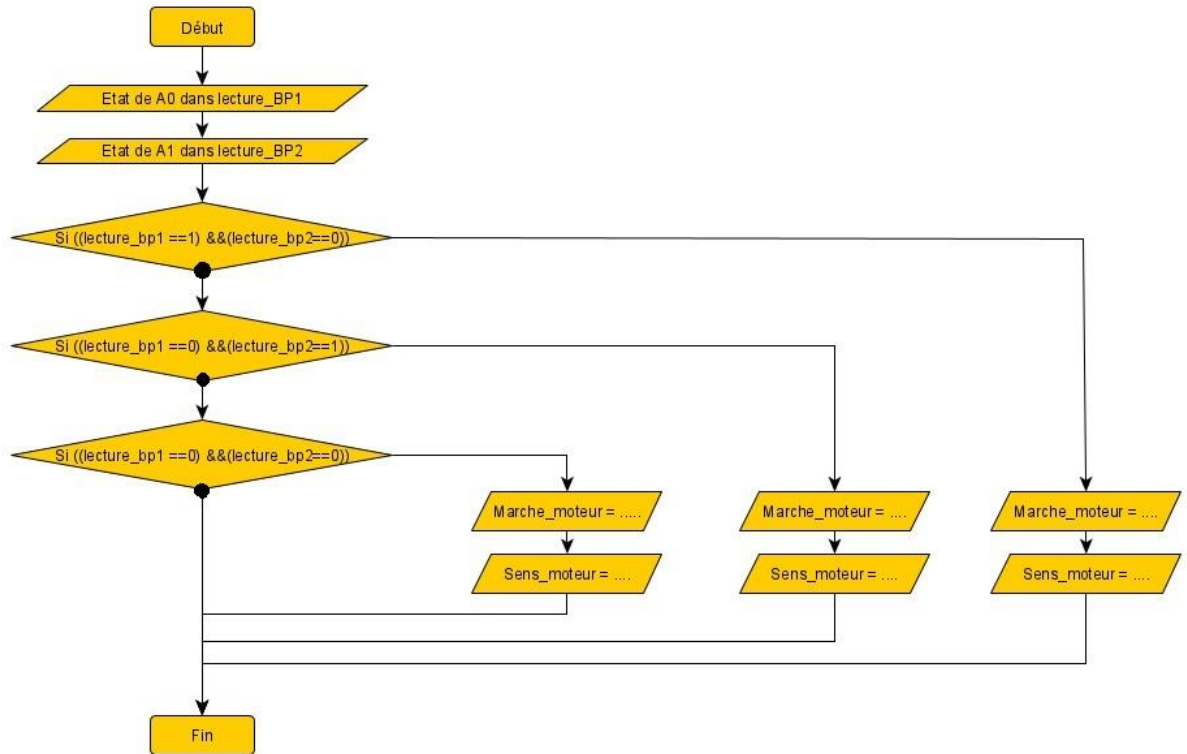 Début
Etat de A0 dans lecture_BP1
Etat de A1 dans lecture_BP2
Si ((lecture_bp1 ==1) &&(lecture_bp2==0))
Si ((lecture_bp1 ==0) &&(lecture_bp2==1))
Si ((lecture_bp1 ==0) &&(lecture_bp2==0))
Marche_moteur = .....
Marche_moteur = ....
Marche_moteur = ....
Sens_moteur = ....
Sens_moteur = ....
Sens_moteur = ....
Fin